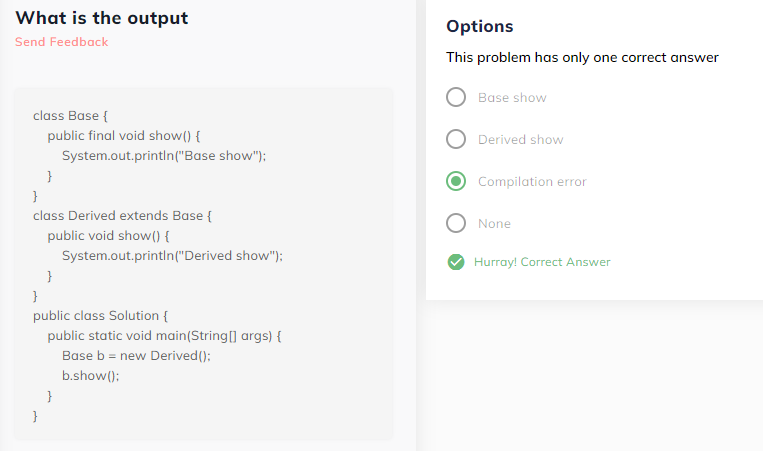 What is the output
Send Feedback
class Base {
    public final void show() {
        System.out.println("Base show");
    }
}
class Derived extends Base {
    public void show() {
        System.out.println("Derived show");
    }
}
public class Solution {
    public static void main(String[] args) {
        Base b = new Derived();
        b.show();
    }
}
Options
This problem has only one correct answer
Base show
Derived show
Compilation error
None
Hurray! Correct Answer